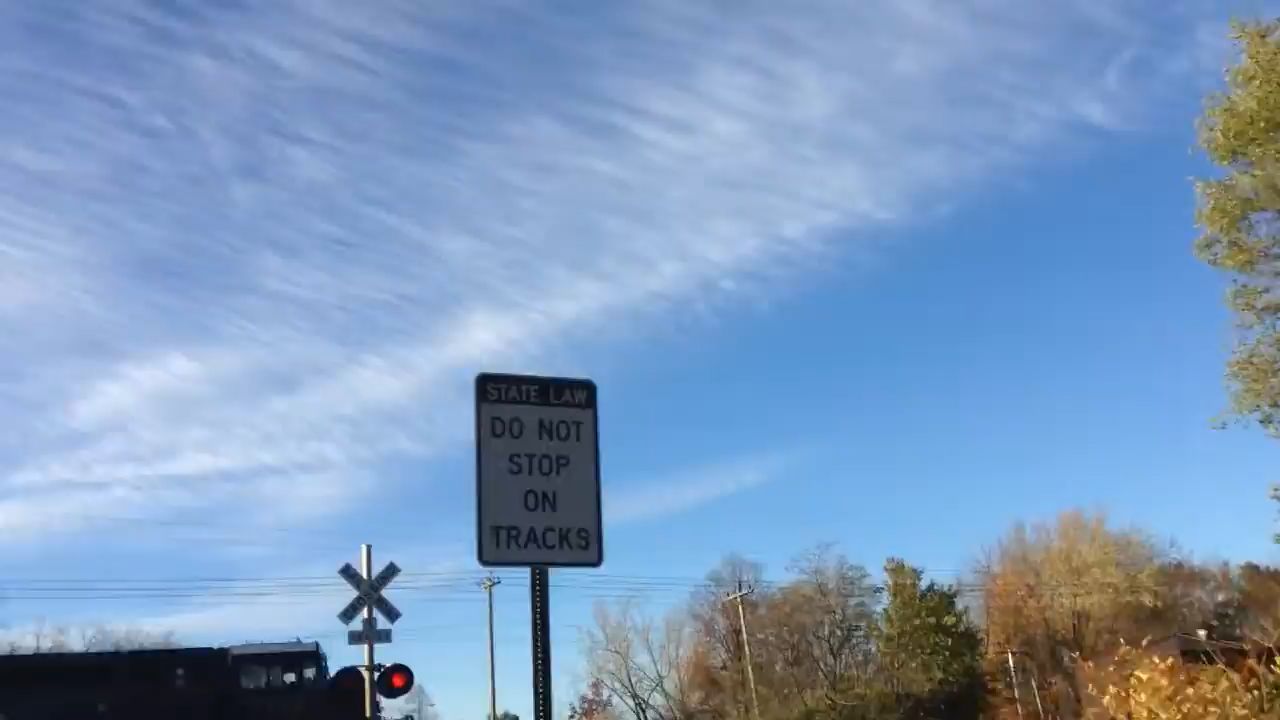 STATE LAW
DO NOT
STOP
ON
TRACKS